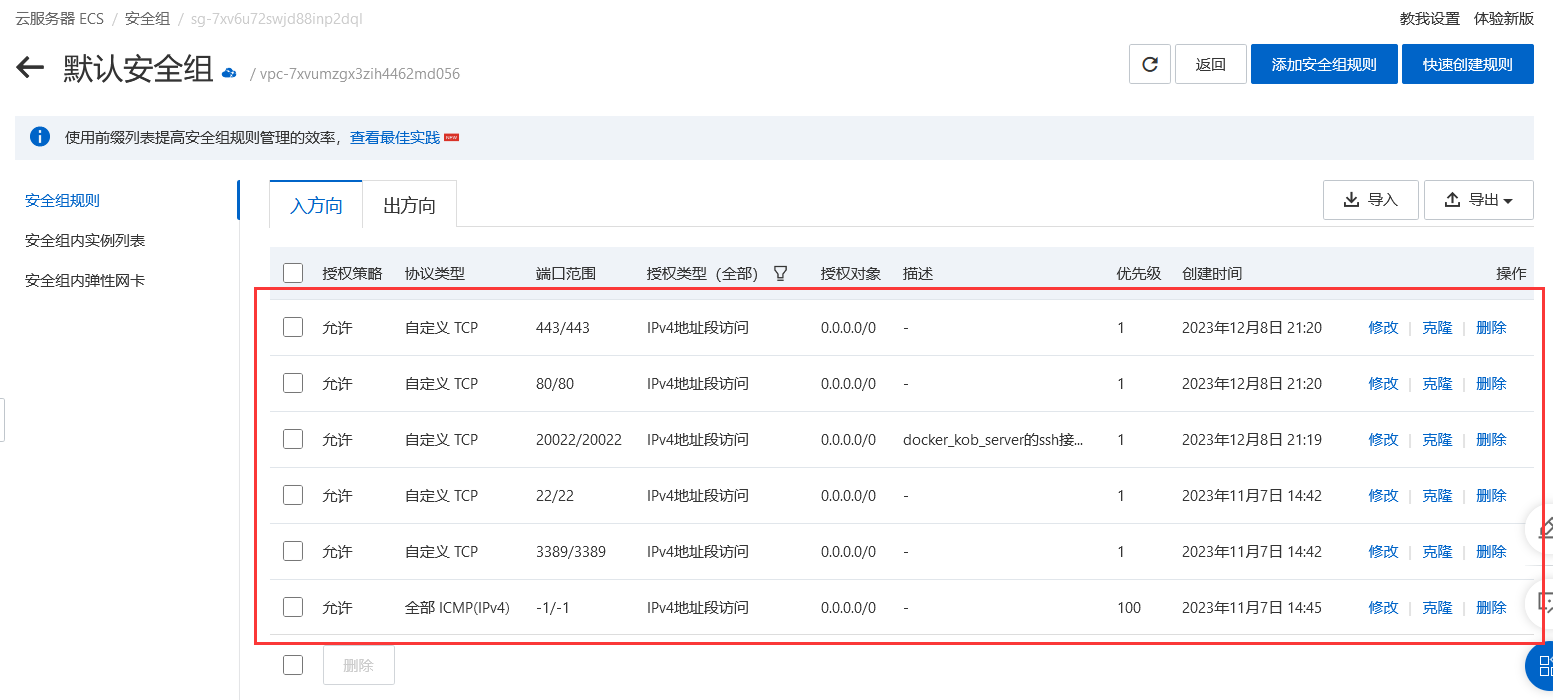 云服务器 ECS / 安全组 / sg-7xv6u72swjd88inp2dql
教我设置 体验新版
默认安全组 / vpc-7xvumzgx3zih4462md056
返回 添加安全组规则 快速创建规则
使用前缀列表提高安全组规则管理的效率，查看最佳实践 NEW
安全组规则
安全组内实例列表
安全组内弹性网卡
入方向 出方向 导入 导出
授权策略 协议类型 端口范围 授权类型（全部） 授权对象 描述 优先级 创建时间 操作
允许 自定义 TCP 443/443 IPv4地址段访问 0.0.0.0/0 - 1 2023年12月8日 21:20 修改 | 克隆 | 删除
允许 自定义 TCP 80/80 IPv4地址段访问 0.0.0.0/0 - 1 2023年12月8日 21:20 修改 | 克隆 | 删除
允许 自定义 TCP 20022/20022 IPv4地址段访问 0.0.0.0/0 docker_kob_server的ssh接... 1 2023年12月8日 21:19 修改 | 克隆 | 删除
允许 自定义 TCP 22/22 IPv4地址段访问 0.0.0.0/0 - 1 2023年11月7日 14:42 修改 | 克隆 | 删除
允许 自定义 TCP 3389/3389 IPv4地址段访问 0.0.0.0/0 - 1 2023年11月7日 14:42 修改 | 克隆 | 删除
允许 全部 ICMP(IPv4) -1/-1 IPv4地址段访问 0.0.0.0/0 - 100 2023年11月7日 14:45 修改 | 克隆 | 删除
删除